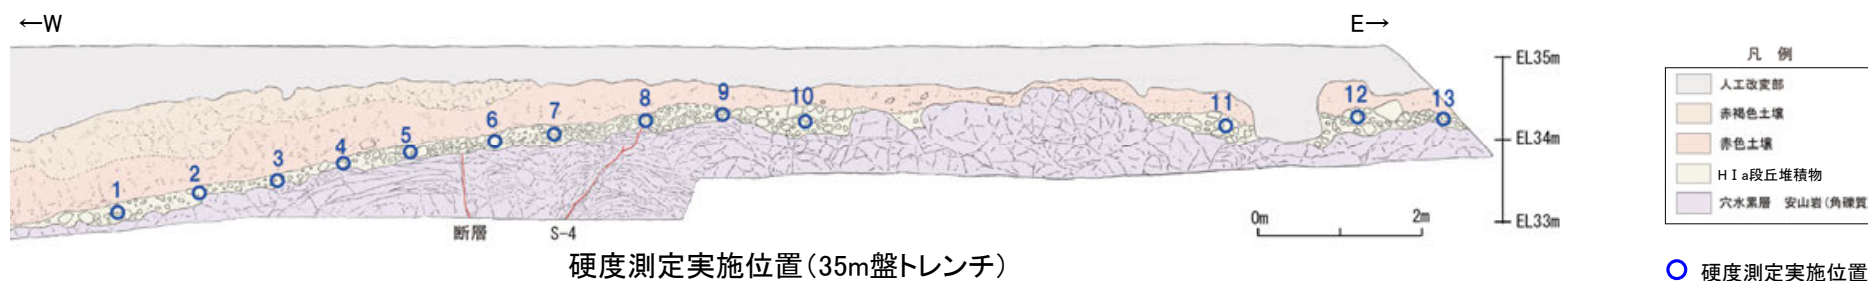 ←W
E→
1
2
3
4
5
6
7
8
9
10
11
12
13
EL35m
EL34m
EL33m
0m
2m
断層
S-4
硬度測定実施位置(35m盤トレンチ)
凡 例
人工改変部
赤褐色土壌
赤色土壌
HⅠa段丘堆積物
穴水累層 安山岩(角礫質
硬度測定実施位置